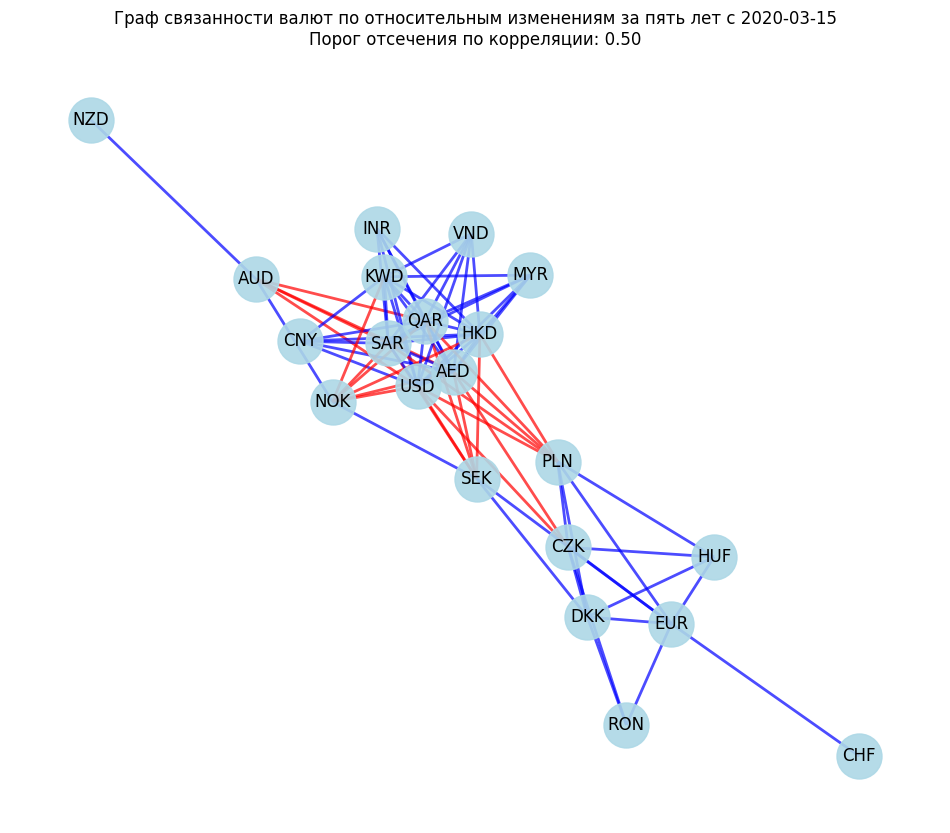 Граф связанности валют по относительным изменениям за пять лет с 2020-03-15
Порог отсечения по корреляции: 0.50
NZD
INR
VND
KWD
MYR
AUD
QAR
HKD
CNY
SAR
AED
USD
NOK
PLN
SEK
CZK
HUF
DKK
EUR
RON
CHF